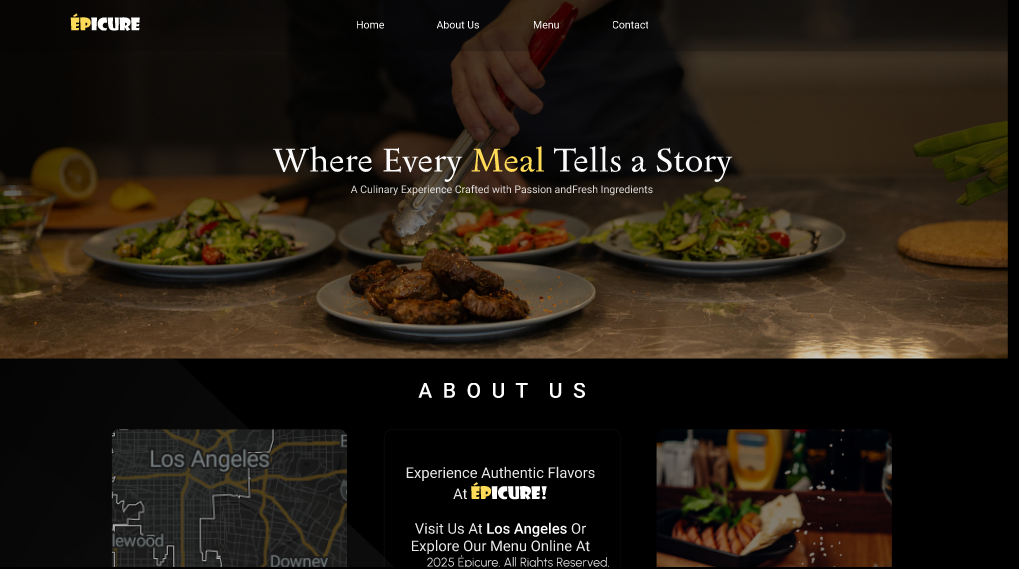 ÉPICURE
Home
About Us
Menu
Contact
Where Every Meal Tells a Story
A Culinary Experience Crafted with Passion andFresh Ingredients
ABOUT US
Los Angeles
lewood
Downey
Experience Authentic Flavors
At ÉPICURE!
Visit Us At Los Angeles Or
Explore Our Menu Online At
2025 Épicure. All Rights Reserved.